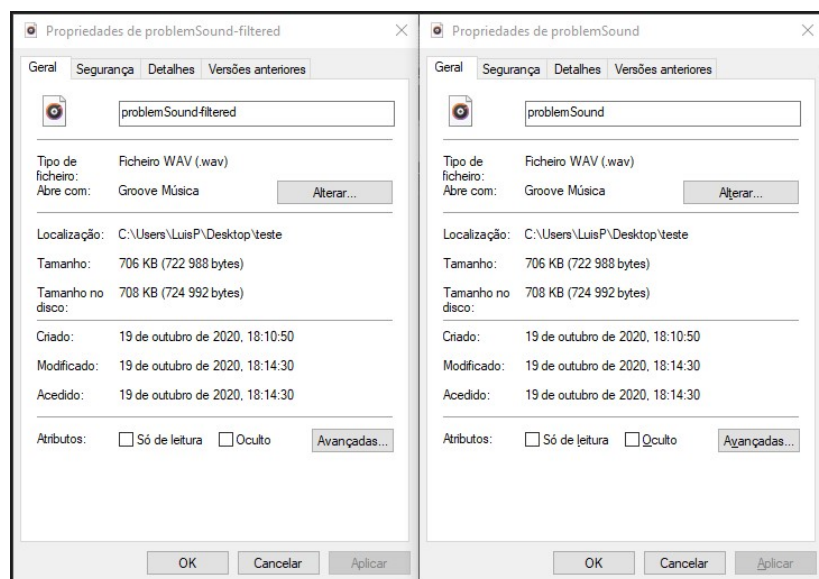 Propriedades de problemSound-filtered
Geral Segurança Detalhes Versões anteriores
problemSound-filtered
Tipo de ficheiro: Ficheiro WAV (.wav)
Abre com: Groove Música Alterar...
Localização: C:\Users\LuisP\Desktop\teste
Tamanho: 706 KB (722 988 bytes)
Tamanho no disco: 708 KB (724 992 bytes)
Criado: 19 de outubro de 2020, 18:10:50
Modificado: 19 de outubro de 2020, 18:14:30
Acedido: 19 de outubro de 2020, 18:14:30
Atributos: Só de leitura Oculto Avançadas...
OK Cancelar Aplicar
Propriedades de problemSound
Geral Segurança Detalhes Versões anteriores
problemSound
Tipo de ficheiro: Ficheiro WAV (.wav)
Abre com: Groove Música Alterar...
Localização: C:\Users\LuisP\Desktop\teste
Tamanho: 706 KB (722 988 bytes)
Tamanho no disco: 708 KB (724 992 bytes)
Criado: 19 de outubro de 2020, 18:10:50
Modificado: 19 de outubro de 2020, 18:14:30
Acedido: 19 de outubro de 2020, 18:14:30
Atributos: Só de leitura Oculto Avançadas...
OK Cancelar Aplicar